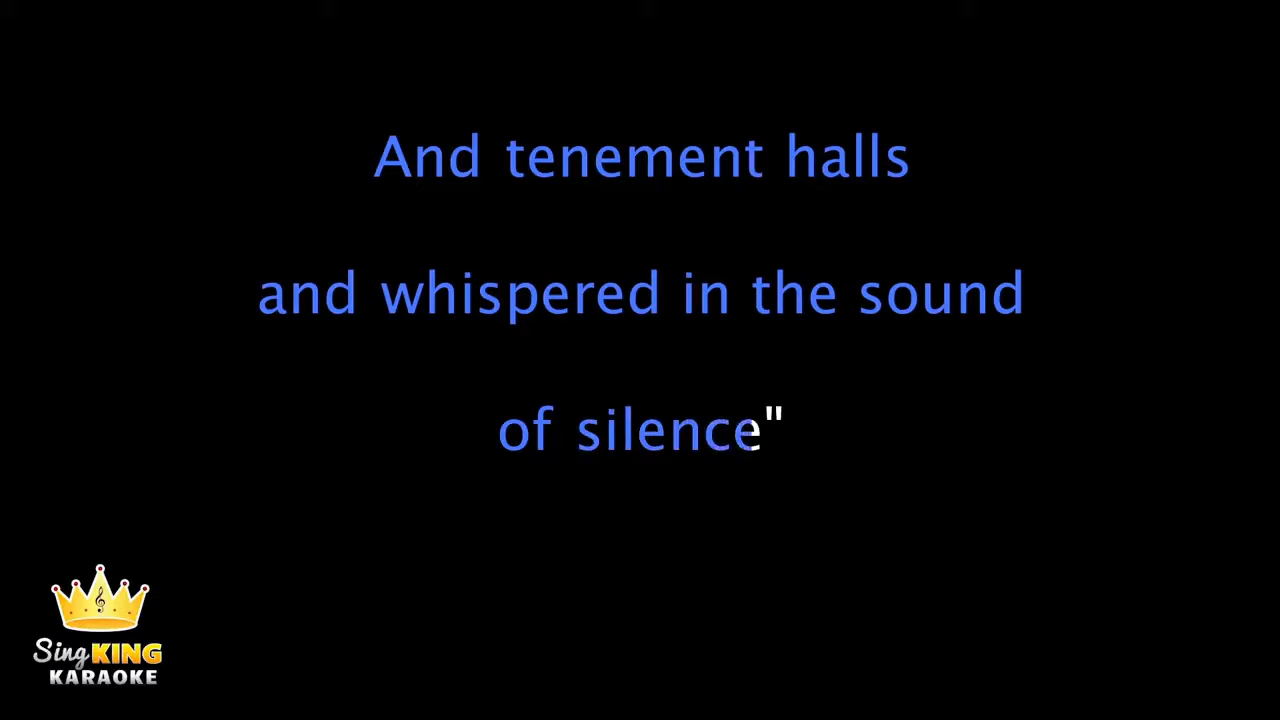 And tenement halls
and whispered in the sound
of silence"
Sing KING
KARAOKE